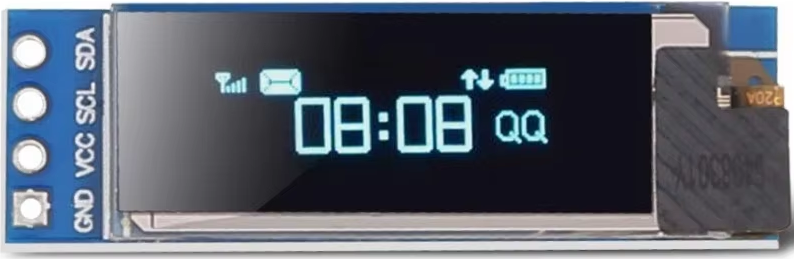 SDA
SCL
VCC
GND
08:08 QQ